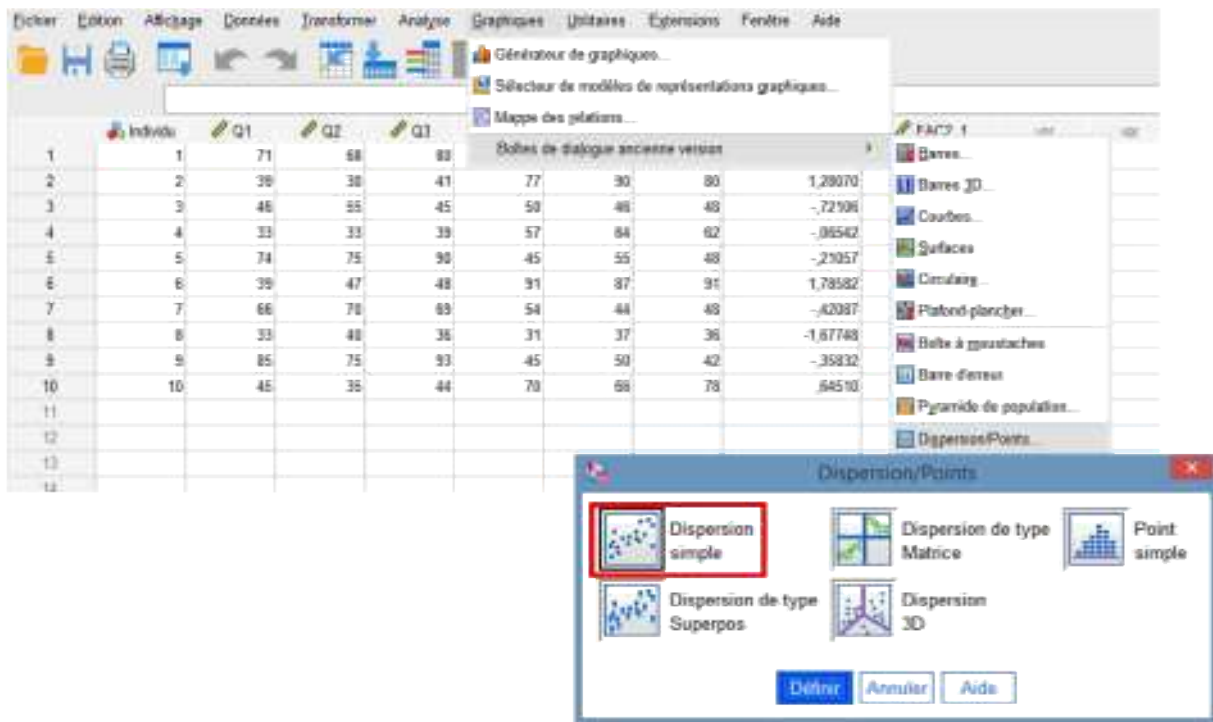 Fichier Edition Affichage Données Transformer Analyse Graphiques Utilitaires Extensions Fenêtre Aide
Générateur de graphiques...
Sélecteur de modèles de représentations graphiques...
Mappe des relations...
Boîtes de dialogue ancienne version
Individu Q1 Q2 Q3 FAC2_1 var var
1 1 71 68 80
2 2 39 30 41 77 90 80 1,28070
3 3 46 55 45 50 46 48 -,72106
4 4 33 33 39 57 64 62 -,06542
5 5 74 75 90 45 55 48 -,21057
6 6 39 47 48 91 87 91 1,78582
7 7 66 70 69 54 44 48 -,42087
8 8 33 40 36 31 37 36 -1,67748
9 9 85 75 93 45 50 42 -,35832
10 10 45 35 44 70 66 78 ,64510
11
12
13
14
Barres...
Barres 3D...
Courbes...
Surfaces
Circulaire...
Plafond-plancher...
Boîte à moustaches
Barre d'erreur
Pyramide de population...
Dispersion/Points...
Dispersion/Points
Dispersion simple
Dispersion de type Matrice
Point simple
Dispersion de type Superpos
Dispersion 3D
Définir Annuler Aide